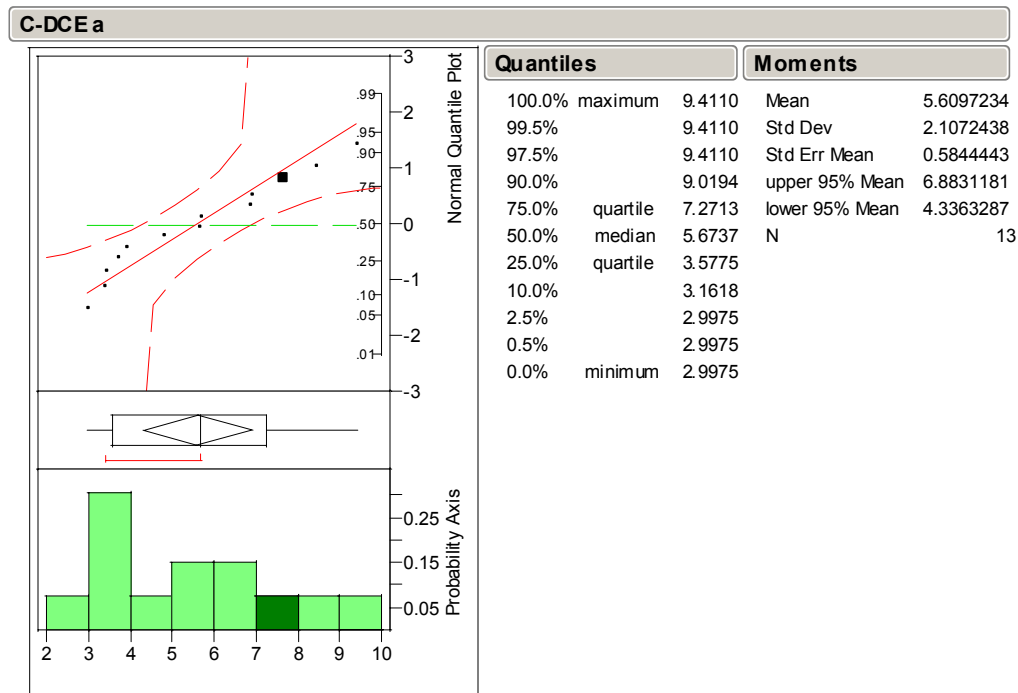 C-DCE a
3
2
1
0
-1
-2
-3
Normal Quantile Plot
.99
.95
.90
.75
.50
.25
.10
.05
.01
0.25
0.15
0.05
Probability Axis
2 3 4 5 6 7 8 9 10
Quantiles
100.0% maximum 9.4110
99.5% 9.4110
97.5% 9.4110
90.0% 9.0194
75.0% quartile 7.2713
50.0% median 5.6737
25.0% quartile 3.5775
10.0% 3.1618
2.5% 2.9975
0.5% 2.9975
0.0% minimum 2.9975
Moments
Mean 5.6097234
Std Dev 2.1072438
Std Err Mean 0.5844443
upper 95% Mean 6.8831181
lower 95% Mean 4.3363287
N 13